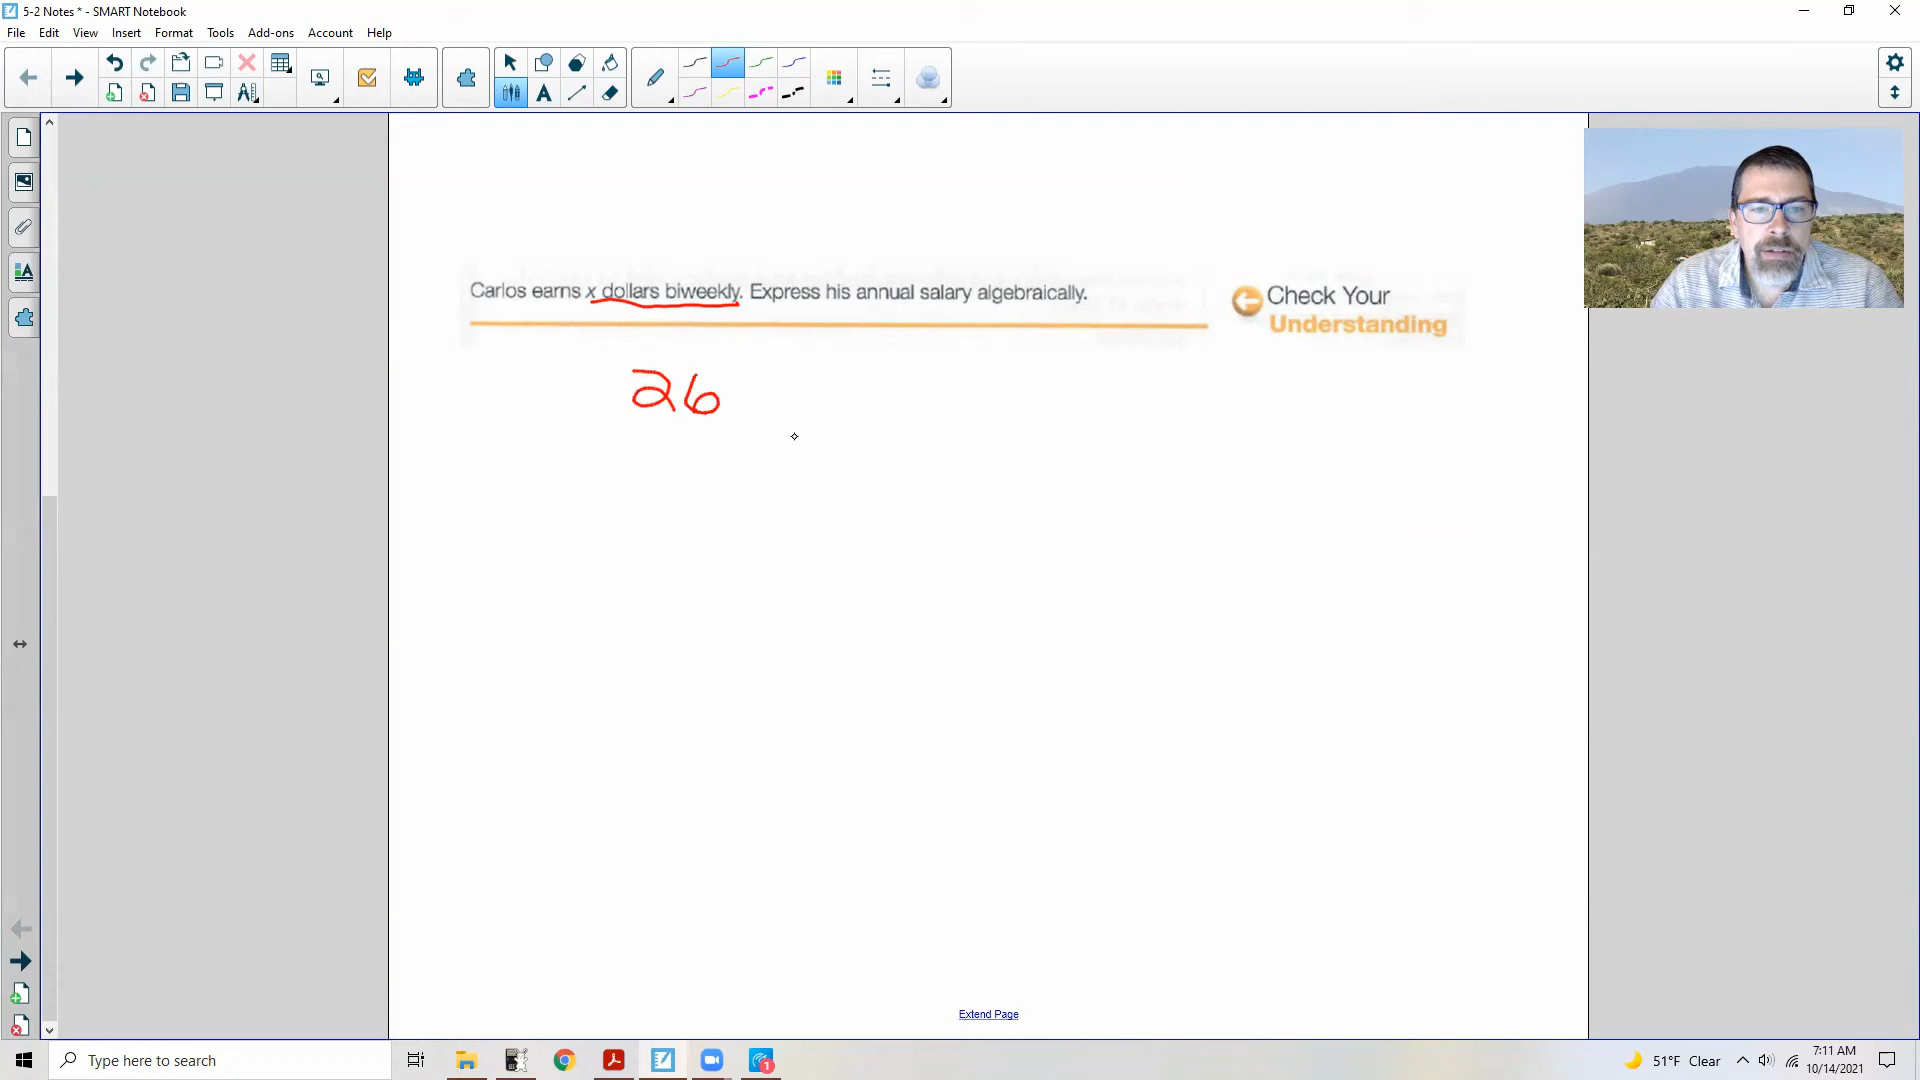 5-2 Notes * - SMART Notebook
File Edit View Insert Format Tools Add-ons Account Help
Carlos earns x dollars biweekly. Express his annual salary algebraically.
Check Your
Understanding
26
Extend Page
Type here to search
1
51°F Clear
7:11 AM
10/14/2021